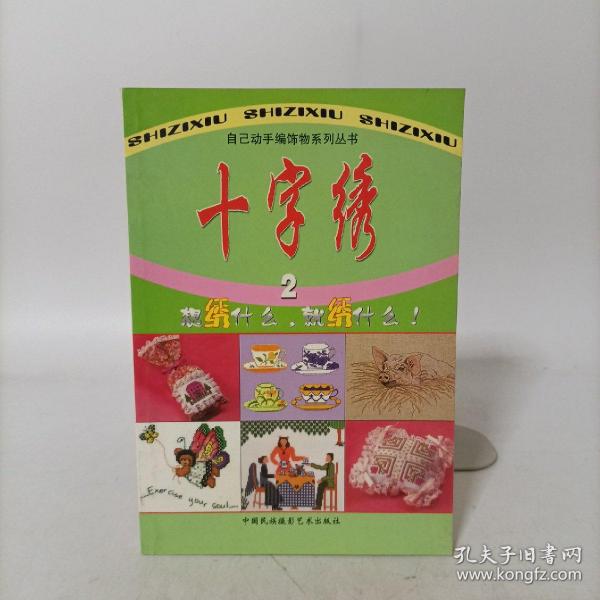 SHIZIXIU SHIZIXIU SHIZIXIU
自己动手编饰物系列丛书
十字绣
2
想绣什么，就绣什么！
Exercise your soul
中国民族摄影艺术出版社
孔夫子旧书网
www.kongfz.com